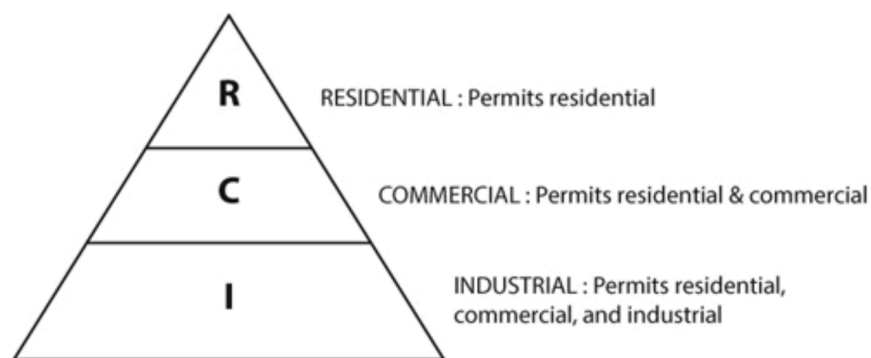 R
RESIDENTIAL : Permits residential
C
COMMERCIAL : Permits residential & commercial
I
INDUSTRIAL : Permits residential,
commercial, and industrial